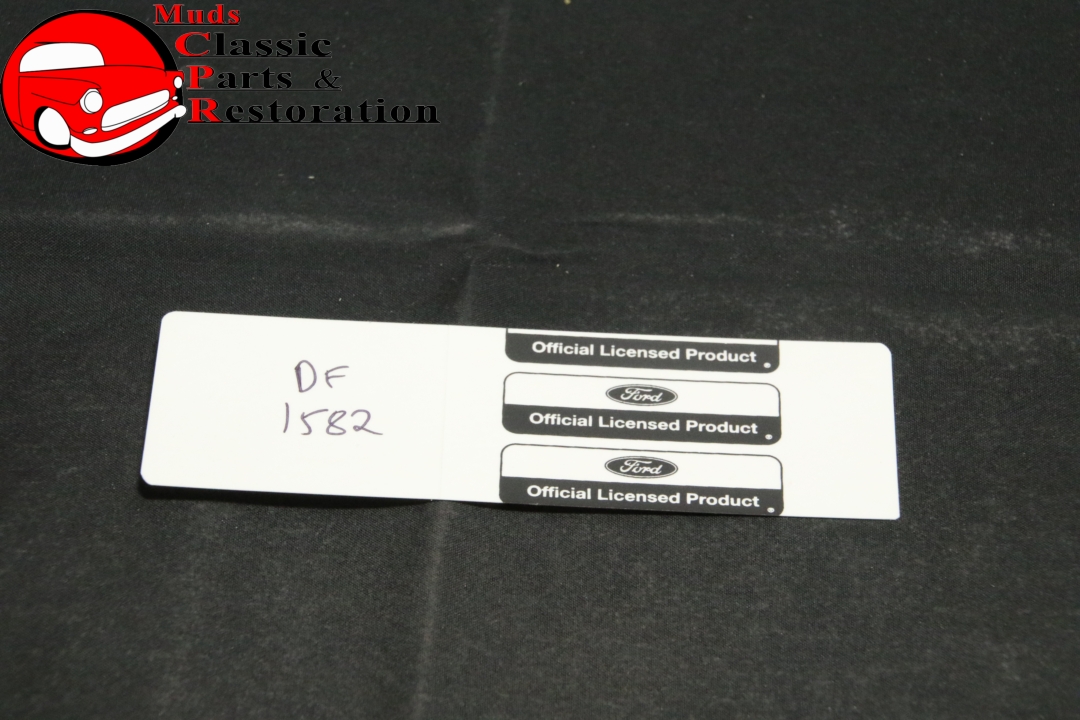 Muds
Classic
Parts &
Restoration
DF
1582
Official Licensed Product ®
Ford
Official Licensed Product ®
Ford
Official Licensed Product ®